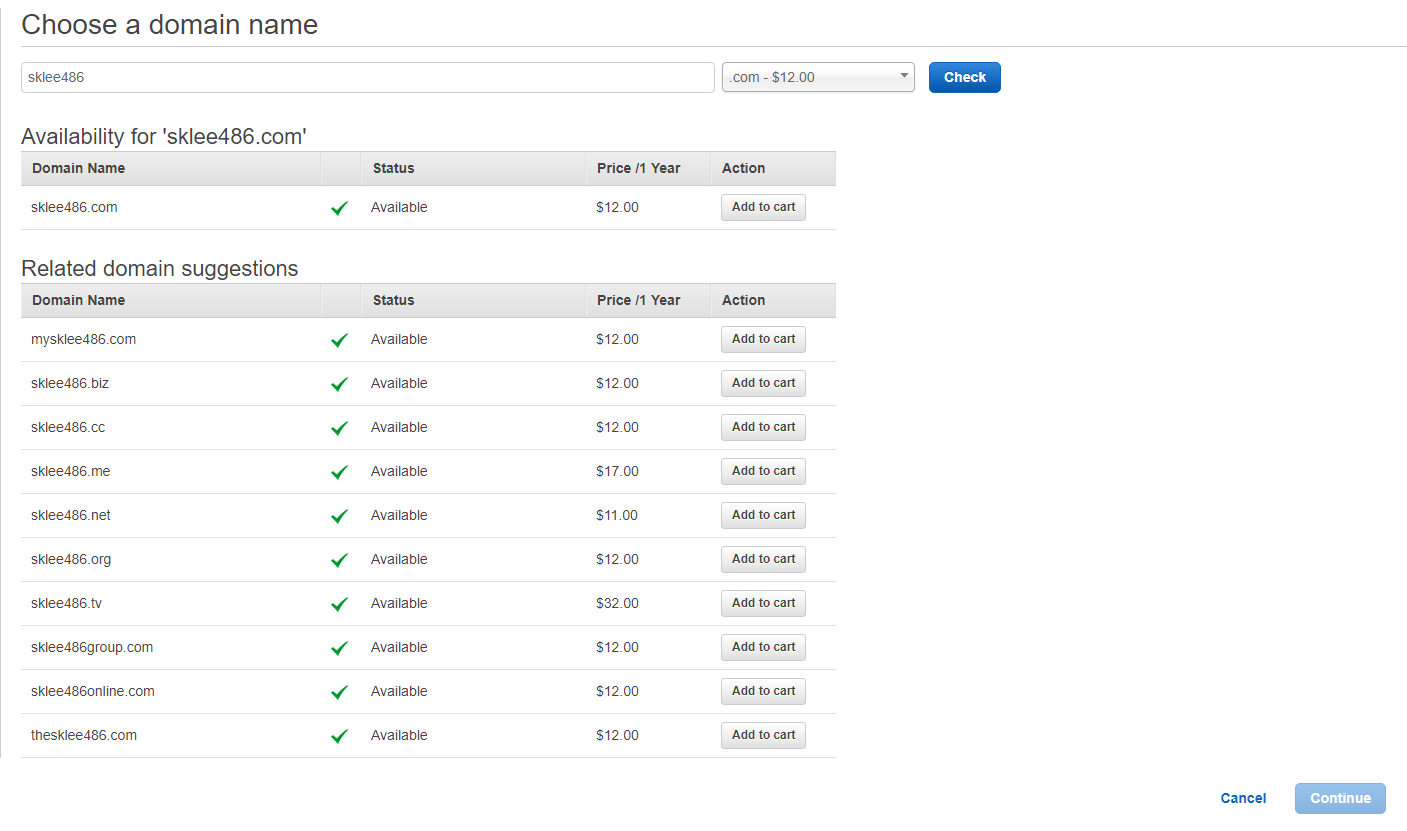 Choose a domain name
sklee486 .com - $12.00 Check
Availability for 'sklee486.com'
Domain Name Status Price /1 Year Action
sklee486.com Available $12.00 Add to cart
Related domain suggestions
Domain Name Status Price /1 Year Action
mysklee486.com Available $12.00 Add to cart
sklee486.biz Available $12.00 Add to cart
sklee486.cc Available $12.00 Add to cart
sklee486.me Available $17.00 Add to cart
sklee486.net Available $11.00 Add to cart
sklee486.org Available $12.00 Add to cart
sklee486.tv Available $32.00 Add to cart
sklee486group.com Available $12.00 Add to cart
sklee486online.com Available $12.00 Add to cart
thesklee486.com Available $12.00 Add to cart
Cancel Continue